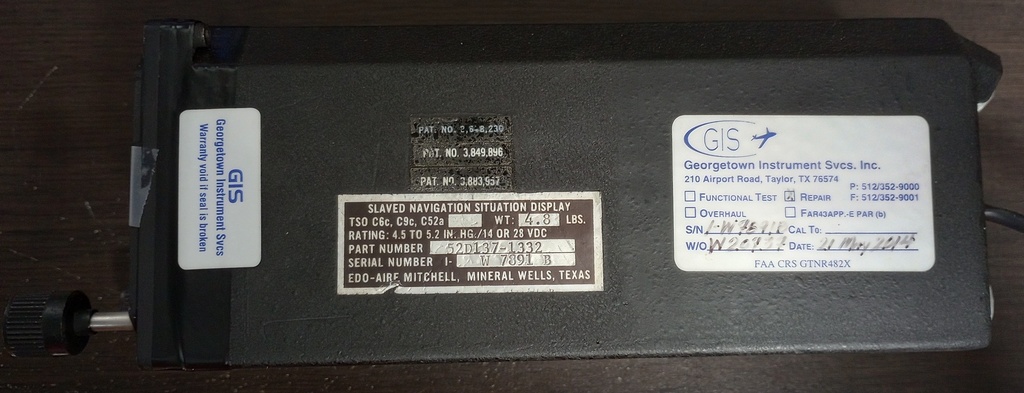 GIS
Georgetown Instrument Svcs
Warranty void if seal is broken
PAT. NO.
PAT. NO. 3,849,896
PAT. NO. 3,883,957
SLAVED NAVIGATION SITUATION DISPLAY
TSO C6c, C9c, C52a WT: 4.8 LBS.
RATING: 4.5 TO 5.2 IN. HG./14 OR 28 VDC
PART NUMBER 52D137-1332
SERIAL NUMBER I- W 7891 B
EDO-AIRE MITCHELL, MINERAL WELLS, TEXAS
GIS
Georgetown Instrument Svcs. Inc.
210 Airport Road, Taylor, TX 76574
P: 512/352-9000
FUNCTIONAL TEST REPAIR F: 512/352-9001
OVERHAUL FAR43APP.-E PAR (b)
S/N CAL TO:
W/O DATE: 21 May 2014
FAA CRS GTNR482X